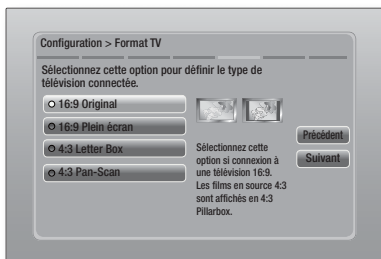 Configuration > Format TV
Sélectionnez cette option pour définir le type de
télévision connectée.
16:9 Original
16:9 Plein écran
4:3 Letter Box
4:3 Pan-Scan
Sélectionnez cette
option si connexion à
une télévision 16:9.
Les films en source 4:3
sont affichés en 4:3
Pillarbox.
Précédent
Suivant